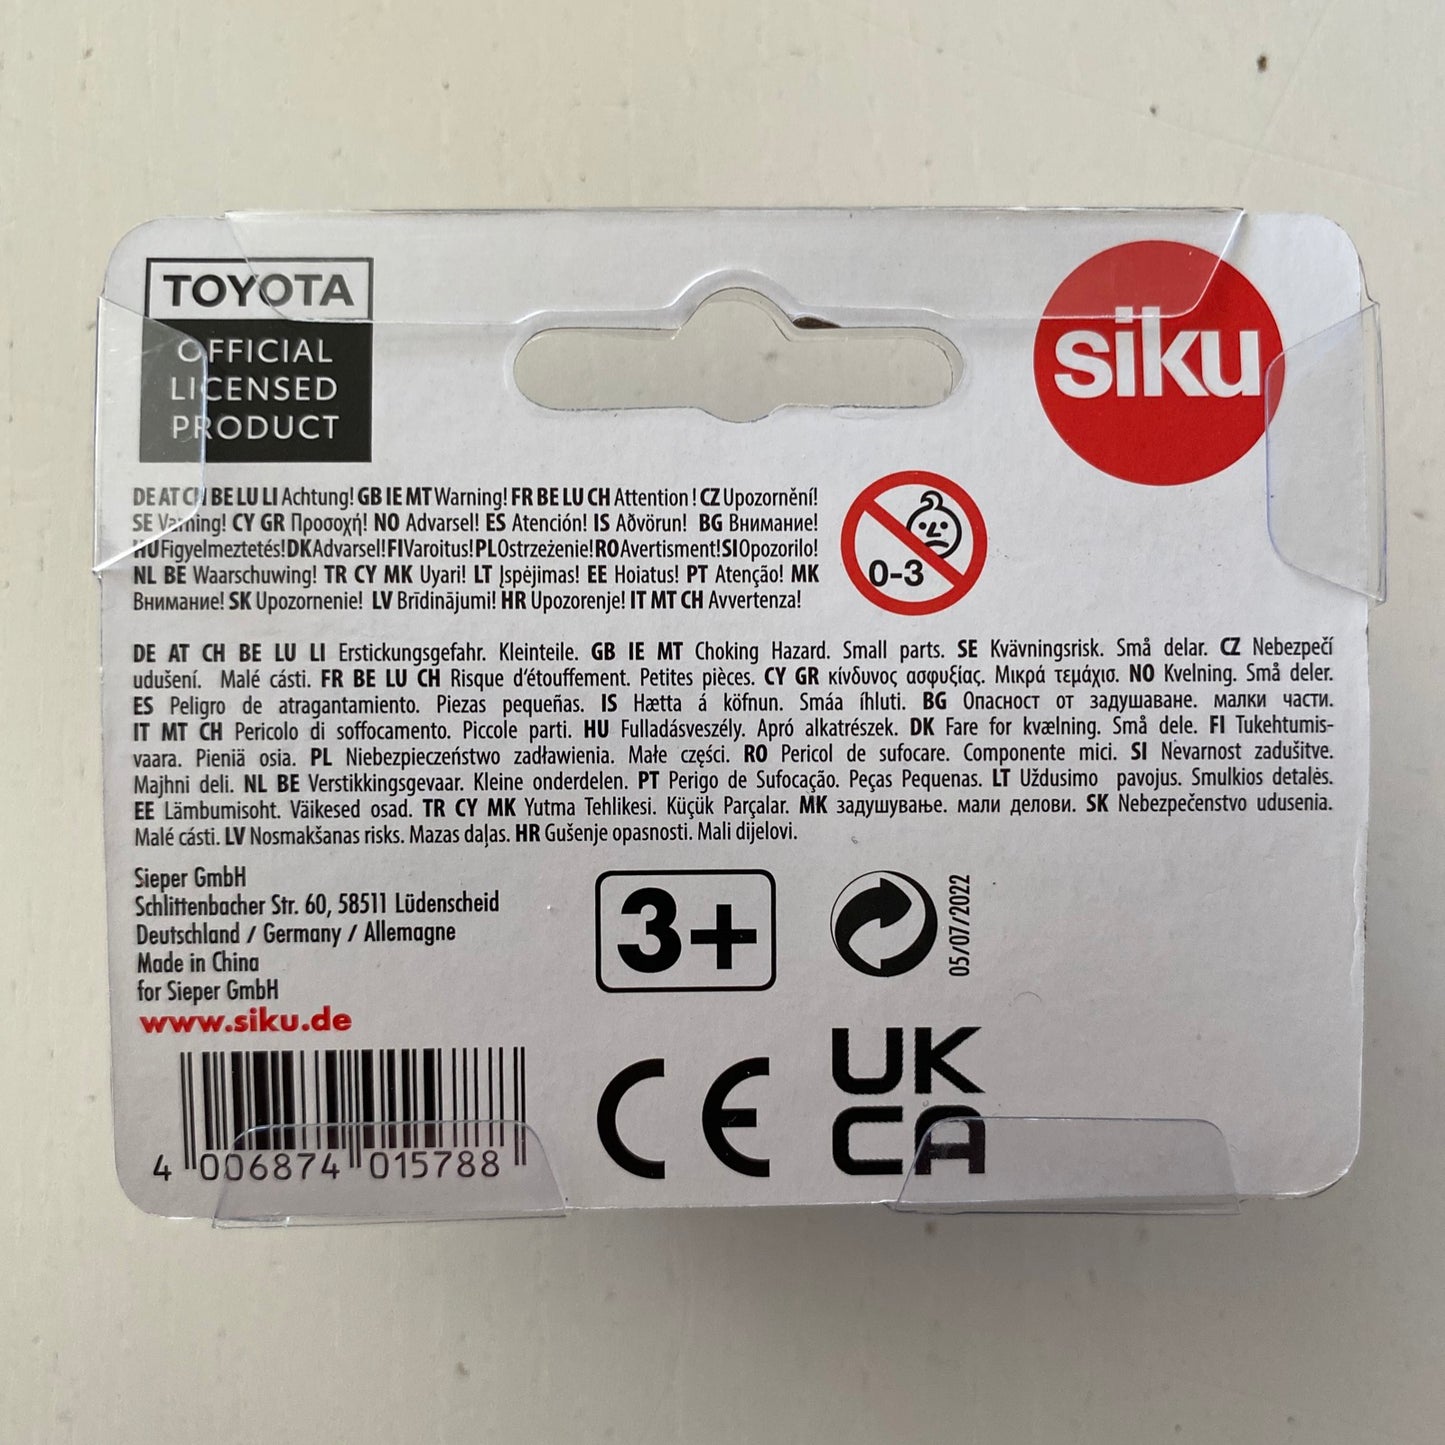 TOYOTA
OFFICIAL
LICENSED
PRODUCT
siku
DE AT CH BE LU LI Achtung! GB IE MT Warning! FR BE LU CH Attention ! CZ Upozornění!
SE Varning! CY GR Προσοχή! NO Advarsel! ES Atención! IS Aðvörun! BG Внимание!
HU Figyelmeztetés! DK Advarsel! FI Varoitus! PL Ostrzeżenie! RO Avertisment! SI Opozorilo!
NL BE Waarschuwing! TR CY MK Uyari! LT Įspėjimas! EE Hoiatus! PT Atenção! MK
Внимание! SK Upozornenie! LV Brīdinājumi! HR Upozorenje! IT MT CH Avvertenza!
0-3
DE AT CH BE LU LI Erstickungsgefahr. Kleinteile. GB IE MT Choking Hazard. Small parts. SE Kvävningsrisk. Små delar. CZ Nebezpečí
udušení. Malé cásti. FR BE LU CH Risque d'étouffement. Petites pièces. CY GR κίνδυνος ασφυξίας. Μικρά τεμάχισ. NO Kvelning. Små deler.
ES Peligro de atragantamiento. Piezas pequeñas. IS Hætta á köfnun. Smáa íhluti. BG Опасност от задушаване. малки части.
IT MT CH Pericolo di soffocamento. Piccole parti. HU Fulladásveszély. Apró alkatrészek. DK Fare for kvælning. Små dele. FI Tukehtumis-
vaara. Pieniä osia. PL Niebezpieczeństwo zadławienia. Małe części. RO Pericol de sufocare. Componente mici. SI Nevarnost zadušitve.
Majhni deli. NL BE Verstikkingsgevaar. Kleine onderdelen. PT Perigo de Sufocação. Peças Pequenas. LT Uždusimo pavojus. Smulkios detalės.
EE Lämbumisoht. Väikesed osad. TR CY MK Yutma Tehlikesi. Küçük Parçalar. MK задушување. мали делови. SK Nebezpečenstvo udusenia.
Malé cásti. LV Nosmakšanas risks. Mazas daļas. HR Gušenje opasnosti. Mali dijelovi.
Sieper GmbH
Schlittenbacher Str. 60, 58511 Lüdenscheid
Deutschland / Germany / Allemagne
Made in China
for Sieper GmbH
www.siku.de
4 006874 015788
3+
05/07/2022
CE
UK
CA